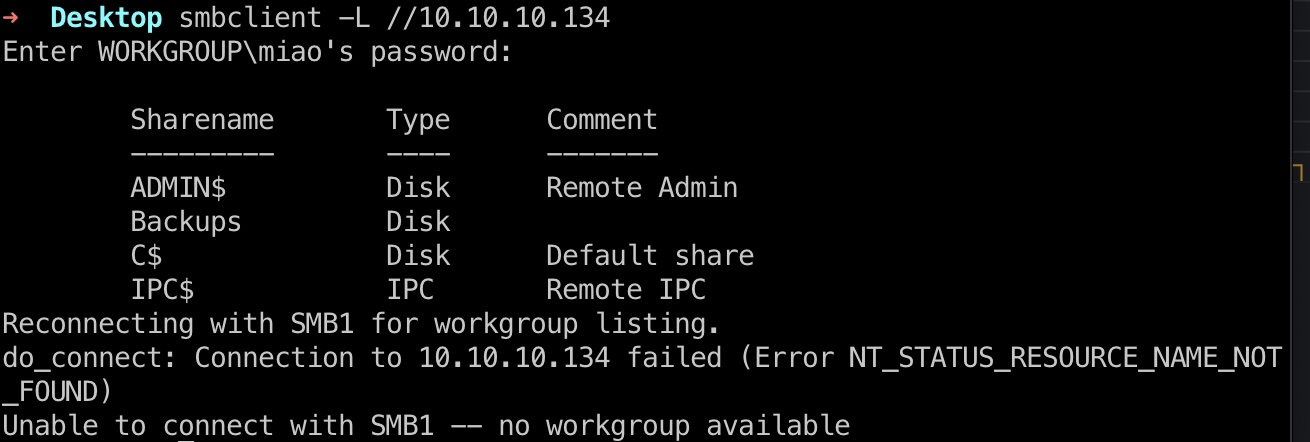 → Desktop smbclient -L //10.10.10.134
Enter WORKGROUP\miao's password:
Sharename Type Comment
--------- ---- -------
ADMIN$ Disk Remote Admin
Backups Disk
C$ Disk Default share
IPC$ IPC Remote IPC
Reconnecting with SMB1 for workgroup listing.
do_connect: Connection to 10.10.10.134 failed (Error NT_STATUS_RESOURCE_NAME_NOT
_FOUND)
Unable to connect with SMB1 -- no workgroup available